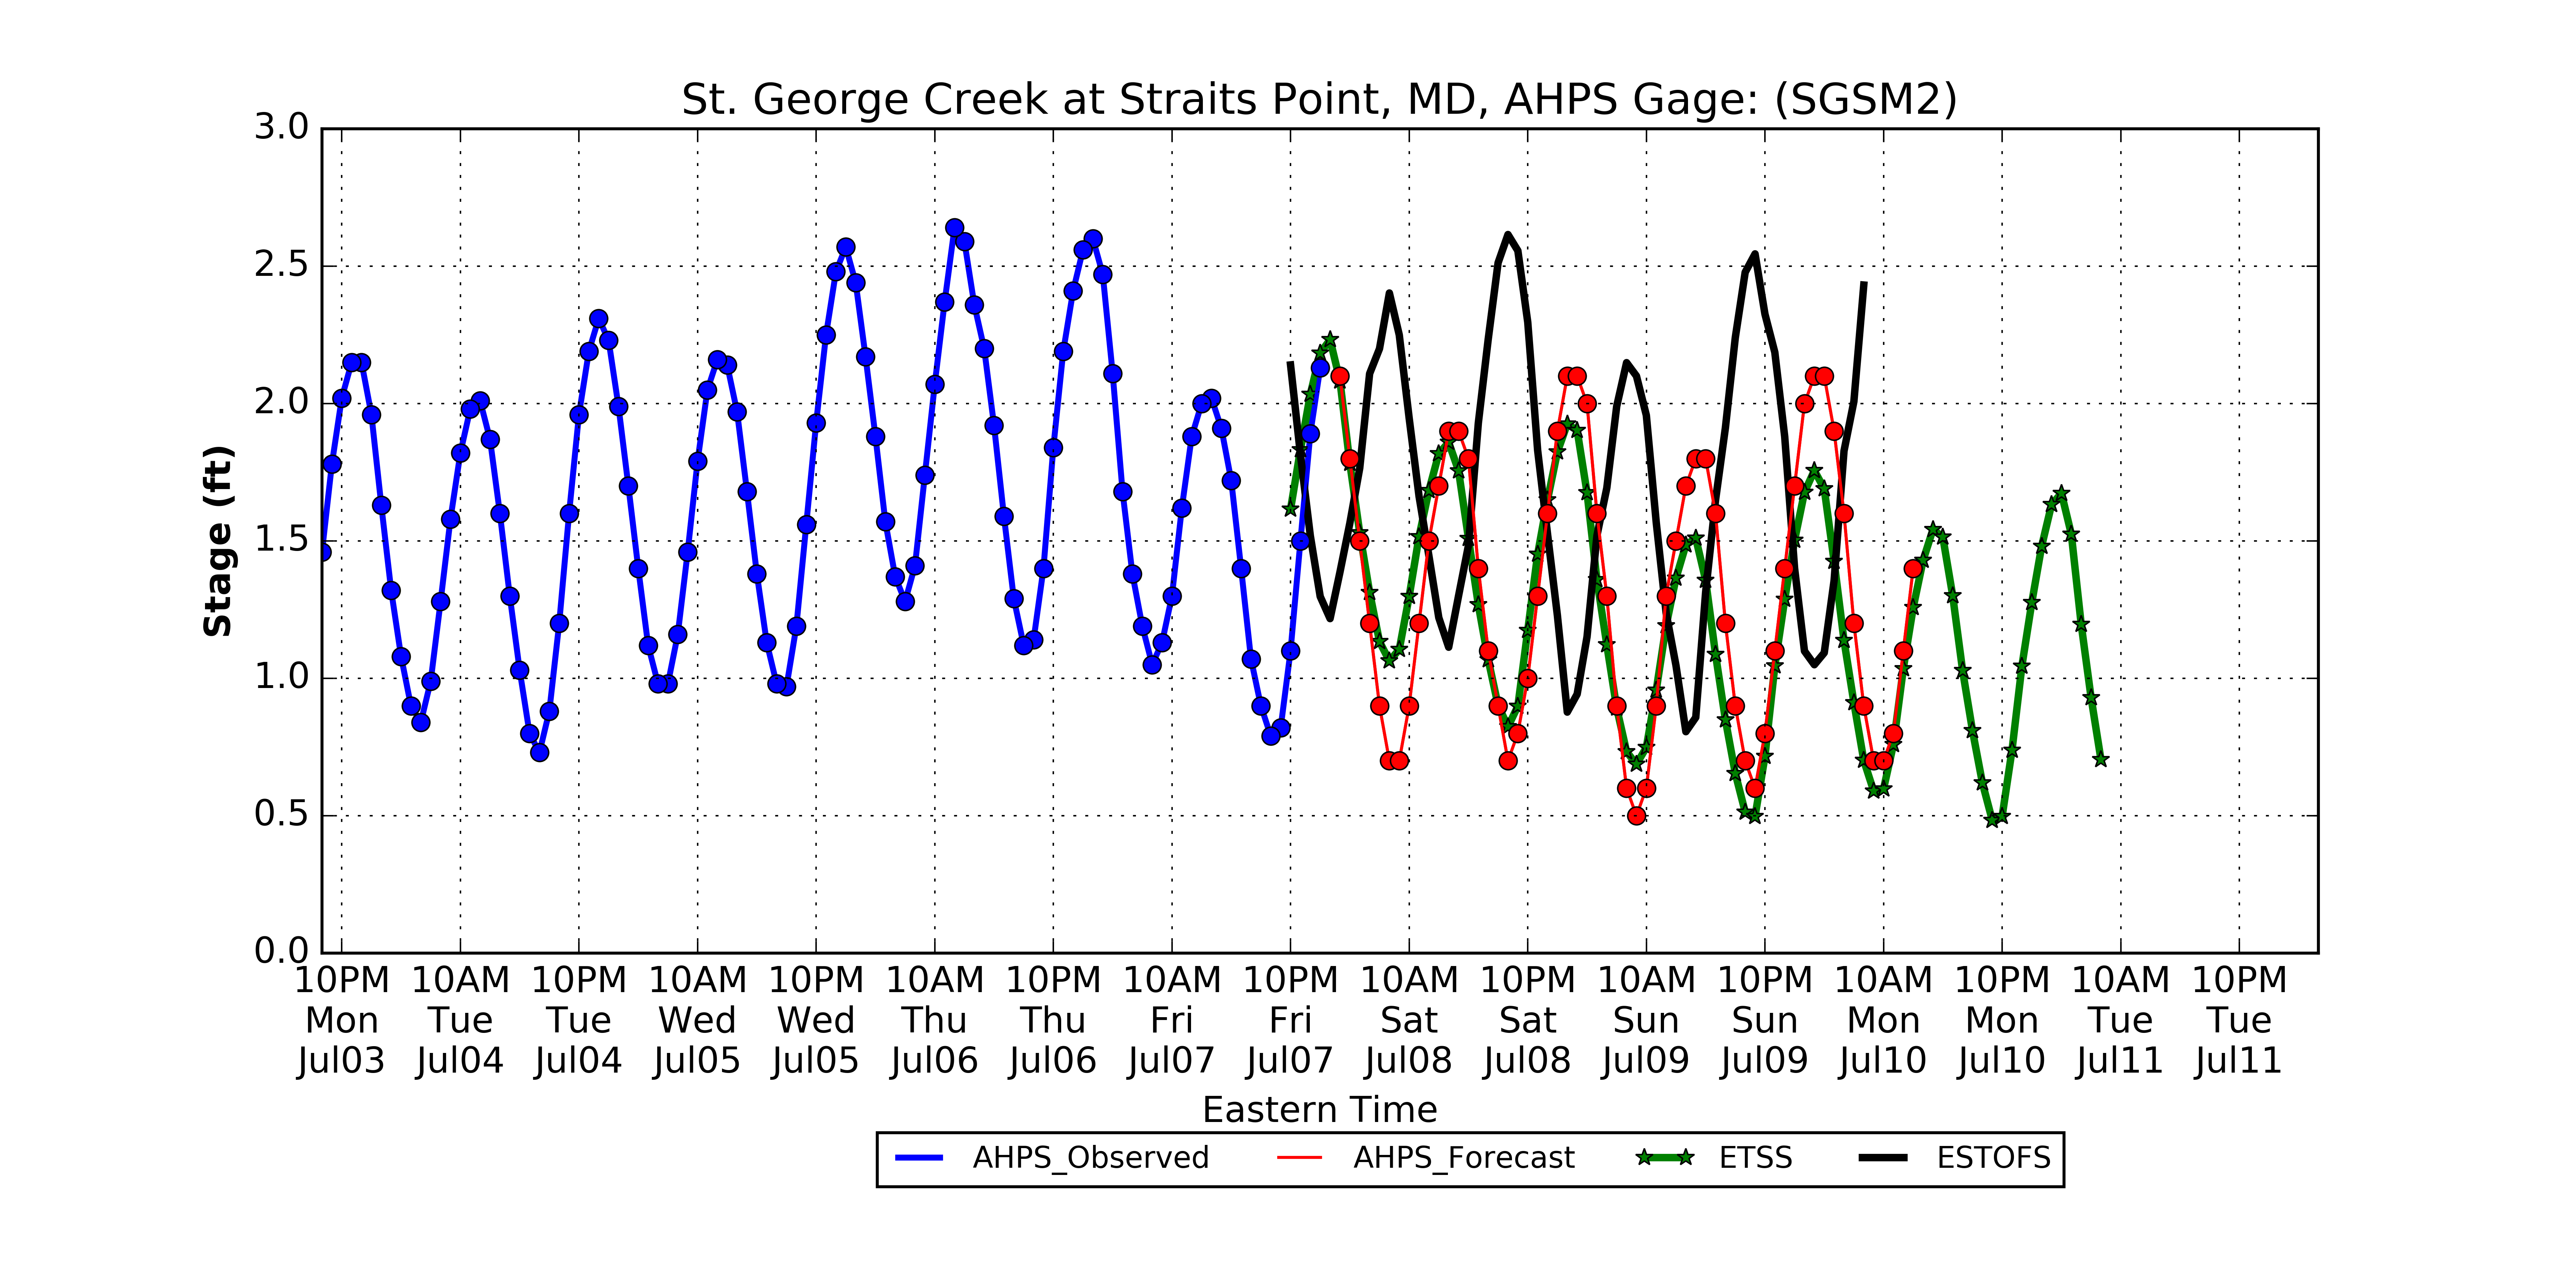 St. George Creek at Straits Point, MD, AHPS Gage: (SGSM2)
3.0
2.5
2.0
1.5
1.0
0.5
0.0
Stage (ft)
10PM 10AM 10PM 10AM 10PM 10AM 10PM 10AM 10PM 10AM 10PM 10AM 10PM 10AM 10PM 10AM 10PM
Mon Tue Tue Wed Wed Thu Thu Fri Fri Sat Sat Sun Sun Mon Mon Tue Tue
Jul03 Jul04 Jul04 Jul05 Jul05 Jul06 Jul06 Jul07 Jul07 Jul08 Jul08 Jul09 Jul09 Jul10 Jul10 Jul11 Jul11
Eastern Time
AHPS_Observed AHPS_Forecast ETSS ESTOFS